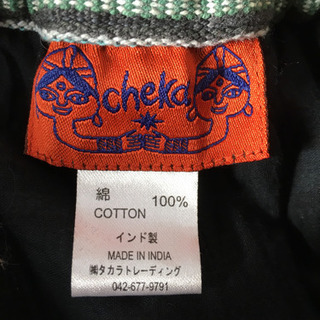 cheka
綿 100%
COTTON
インド製
MADE IN INDIA
㈱タカラトレーディング
042-677-9791